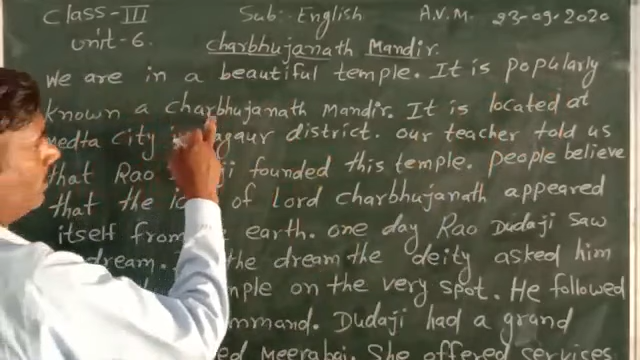 Class-III Sub:- English A.V.M. 23-09-2020
Unit-6. Charbhujanath Mandir.
We are in a beautiful temple. It is popularly
known a Charbhujanath Mandir. It is located at
Medta City district. Our teacher told us
that Rao founded this temple. People believe
that the of Lord Charbhujanath appeared
itself from earth. One day Rao Dudaji saw
dream. the dream the deity asked him
on the very spot. He followed
Dudaji had a grand
Meerabai. She offered services